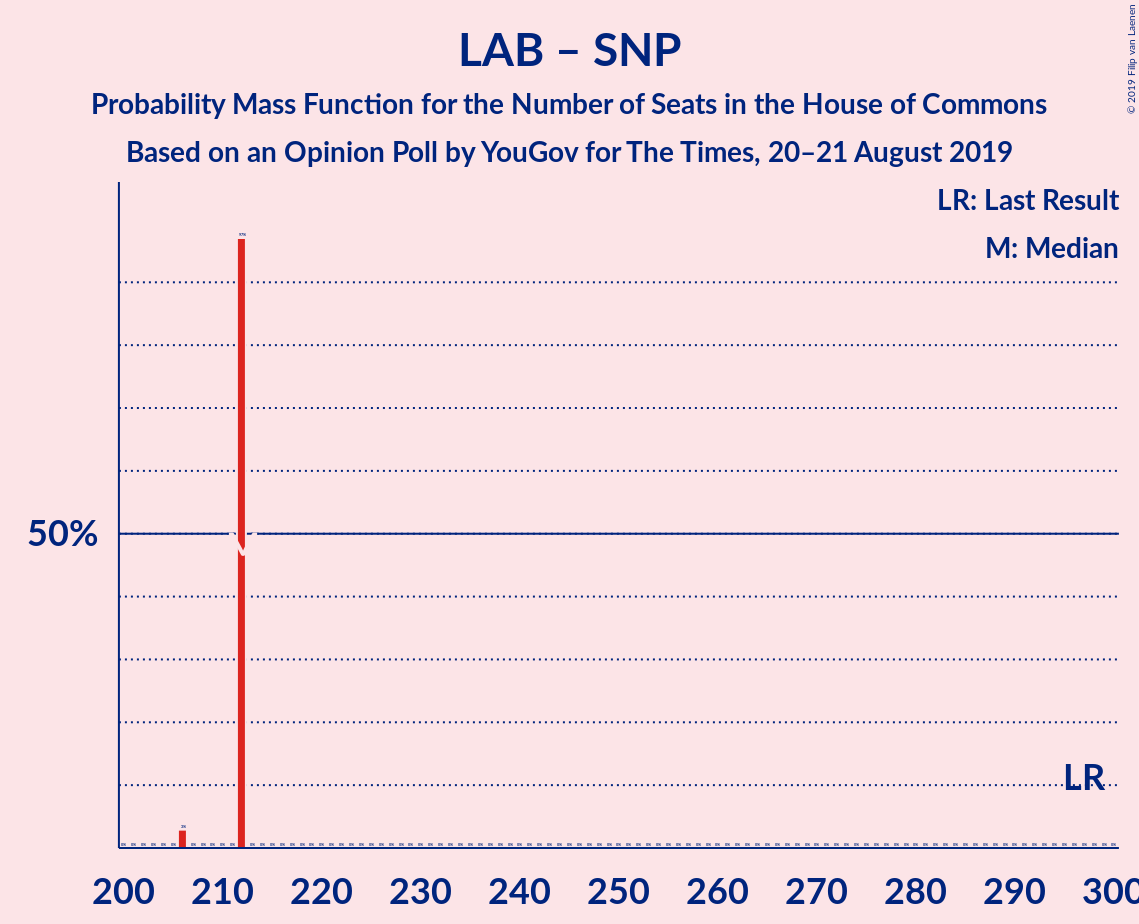 LAB – SNP
Probability Mass Function for the Number of Seats in the House of Commons
Based on an Opinion Poll by YouGov for The Times, 20–21 August 2019
© 2019 Filip van Laenen
LR: Last Result
M: Median
97%
50%
M
LR
3%
200 210 220 230 240 250 260 270 280 290 300